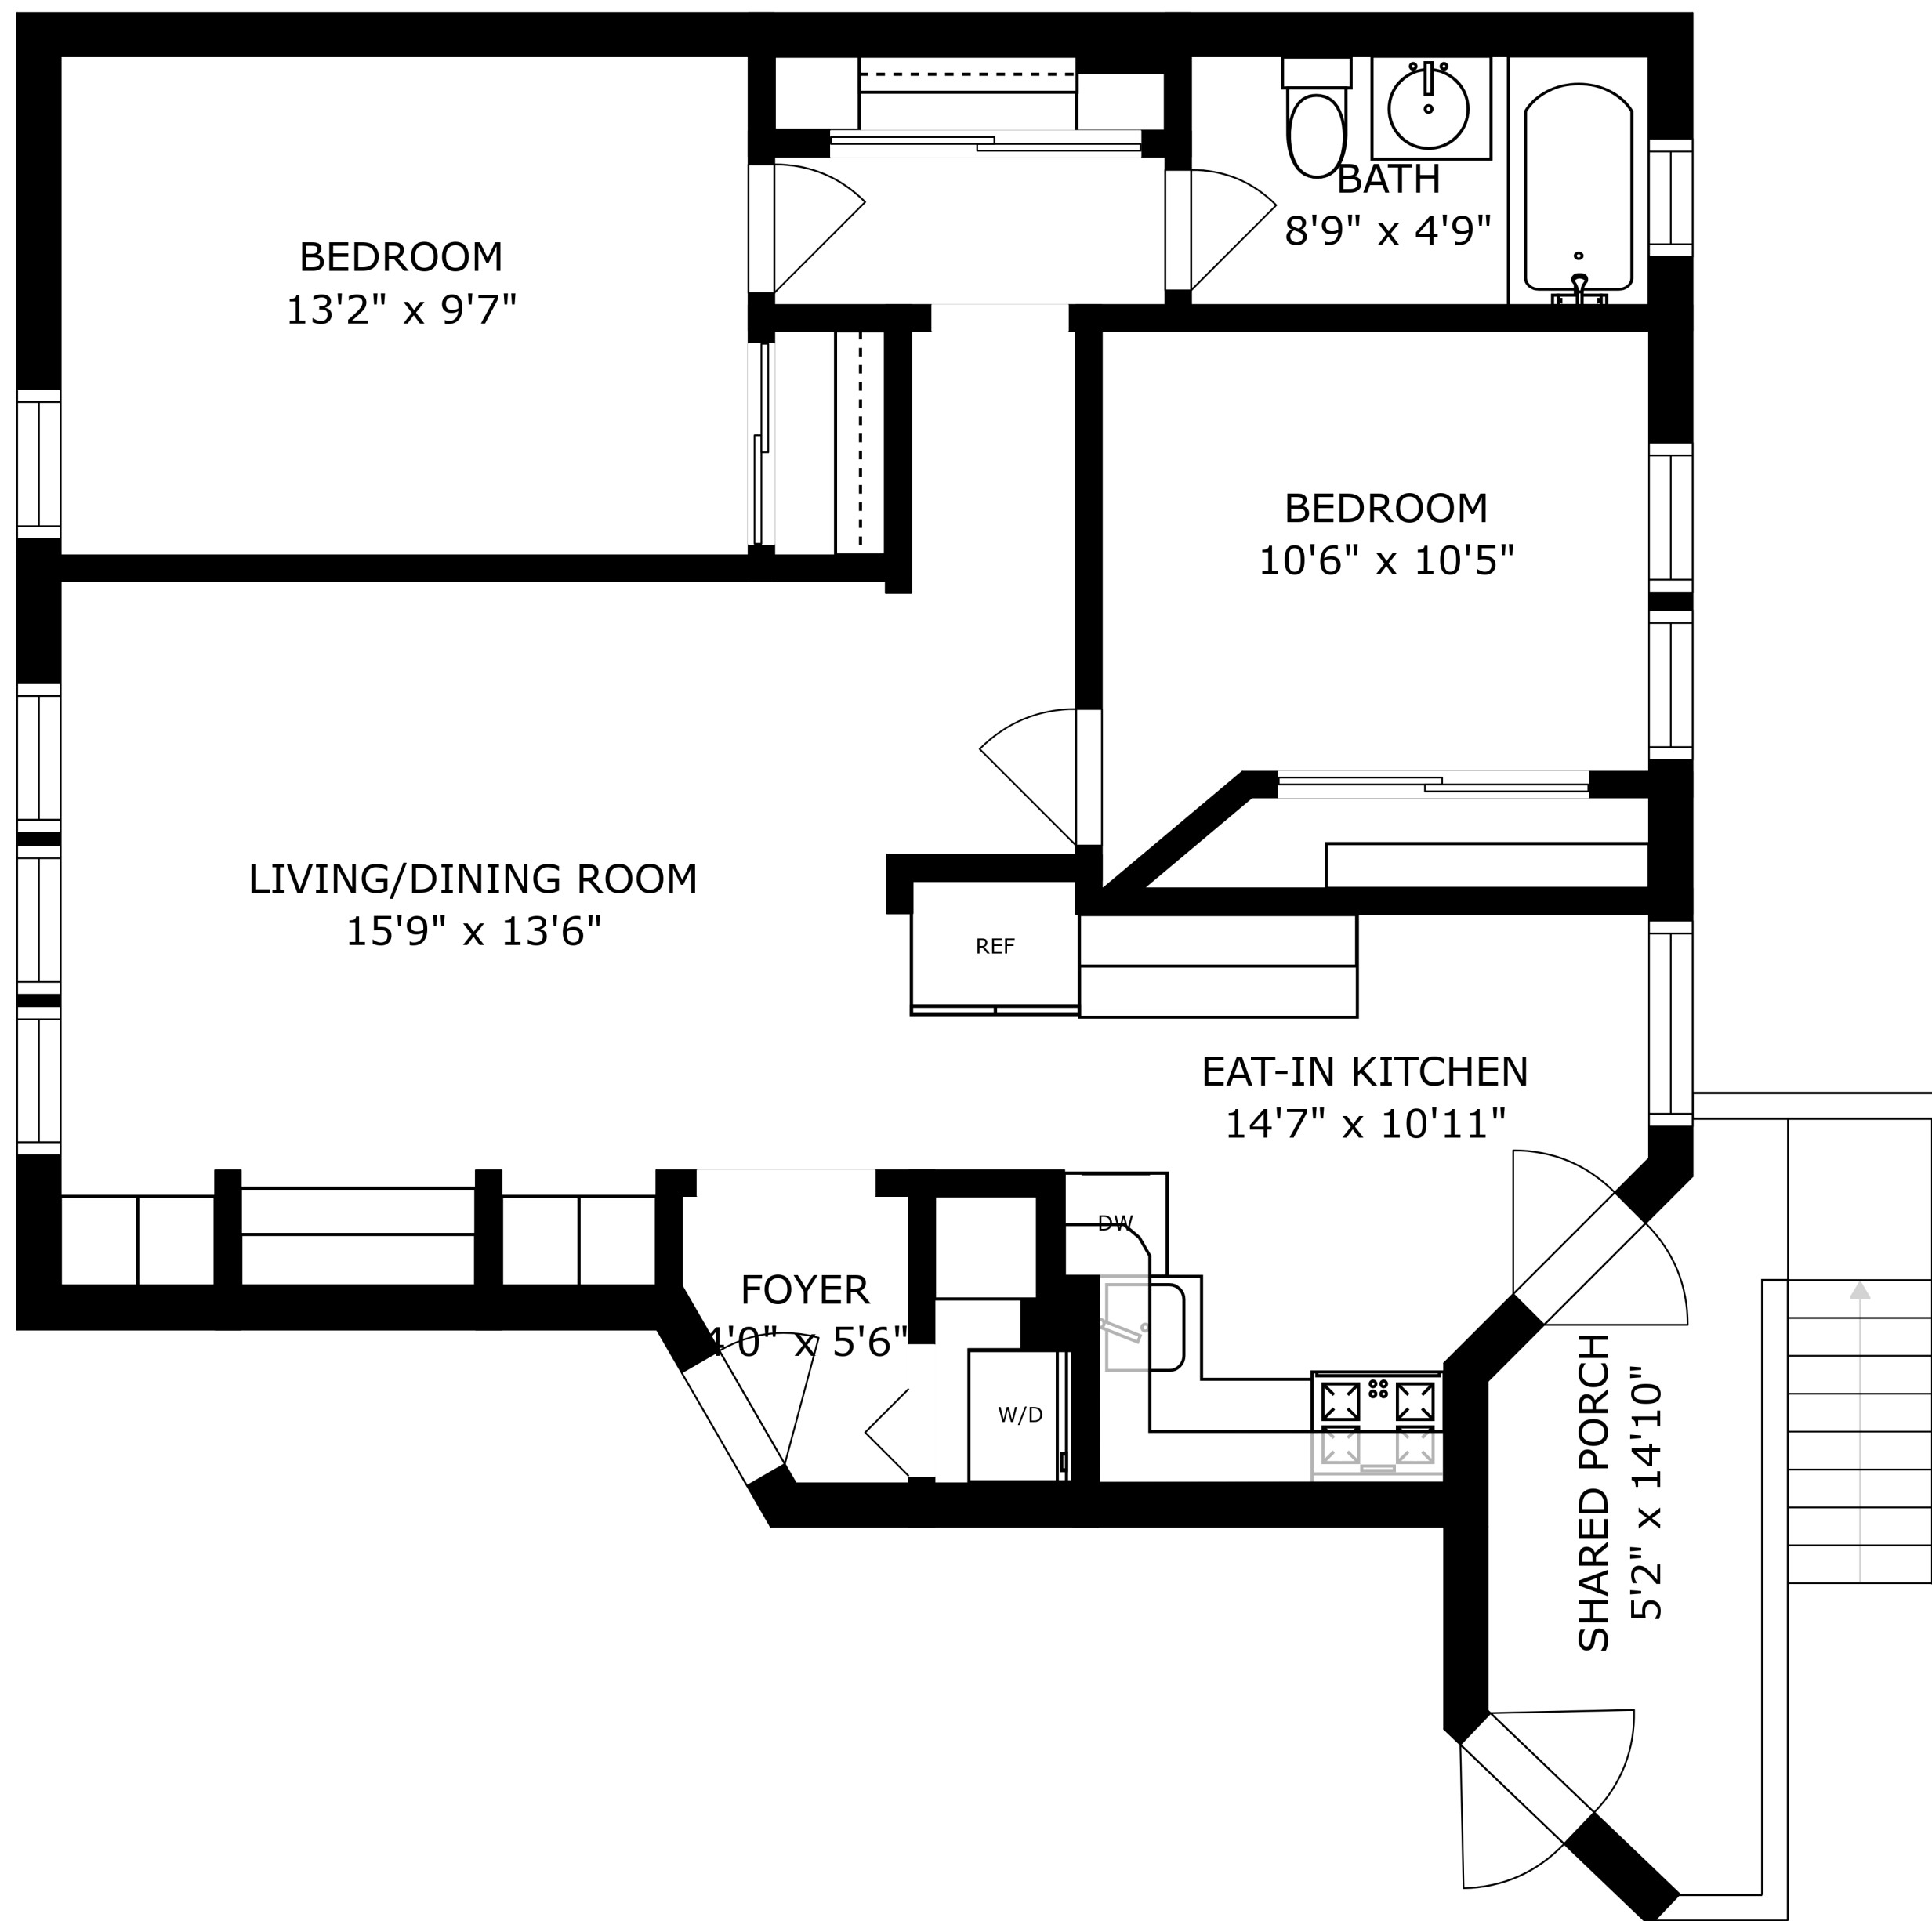 BATH
8'9" x 4'9"
BEDROOM
13'2" x 9'7"
BEDROOM
10'6" x 10'5"
LIVING/DINING ROOM
15'9" x 13'6"
REF
EAT-IN KITCHEN
14'7" x 10'11"
DW
FOYER
4'0" x 5'6"
W/D
SHARED PORCH
5'2" x 14'10"